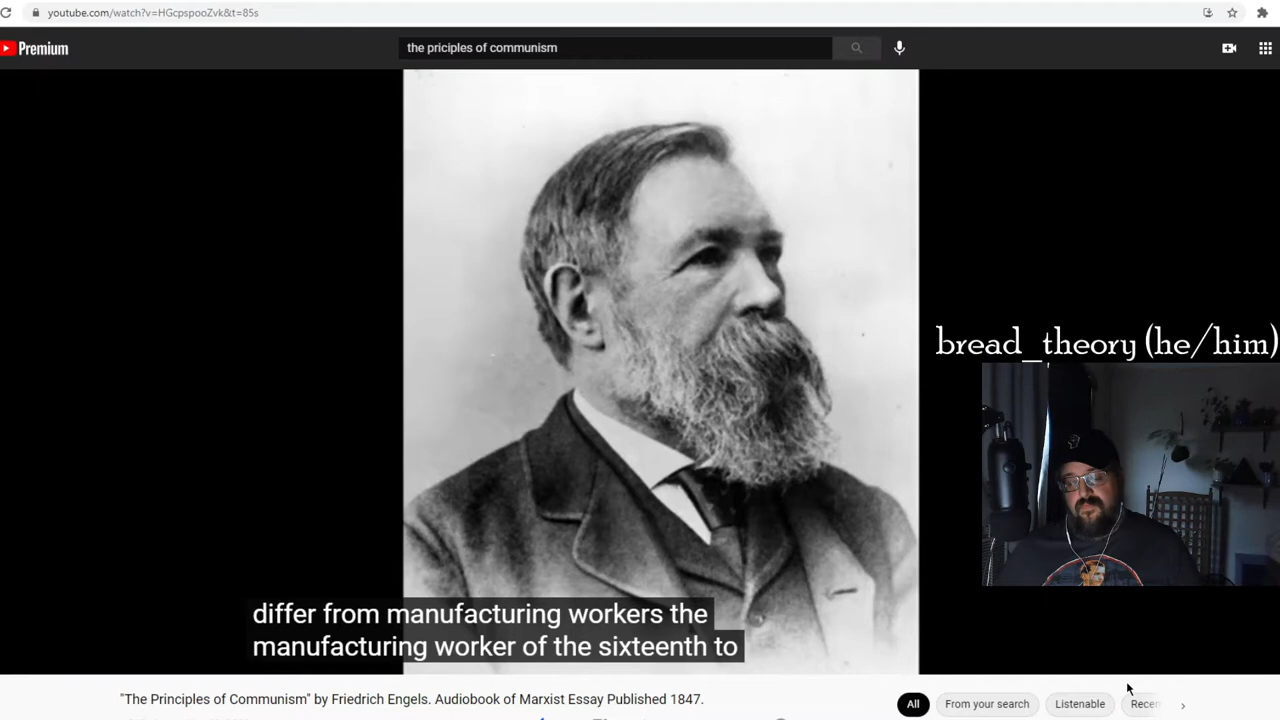 youtube.com/watch?v=HGcpspooZvk&t=85s
Premium
the priciples of communism
bread_theory (he/him)
differ from manufacturing workers the
manufacturing worker of the sixteenth to
"The Principles of Communism" by Friedrich Engels. Audiobook of Marxist Essay Published 1847.
All
From your search
Listenable
Recen